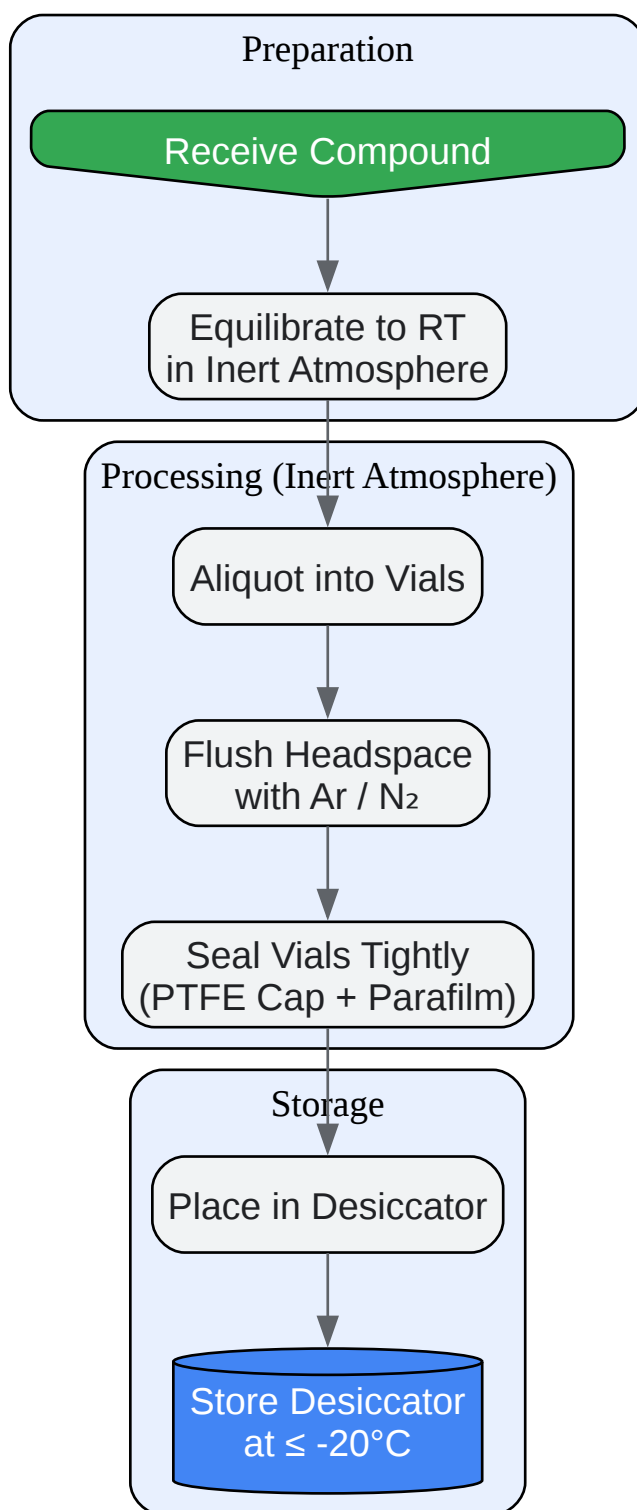 Preparation
Receive Compound
Equilibrate to RT
in Inert Atmosphere
Processing (Inert Atmosphere)
Aliquot into Vials
Flush Headspace
with Ar / N₂
Seal Vials Tightly
(PTFE Cap + Parafilm)
Storage
Place in Desiccator
Store Desiccator
at ≤ -20°C